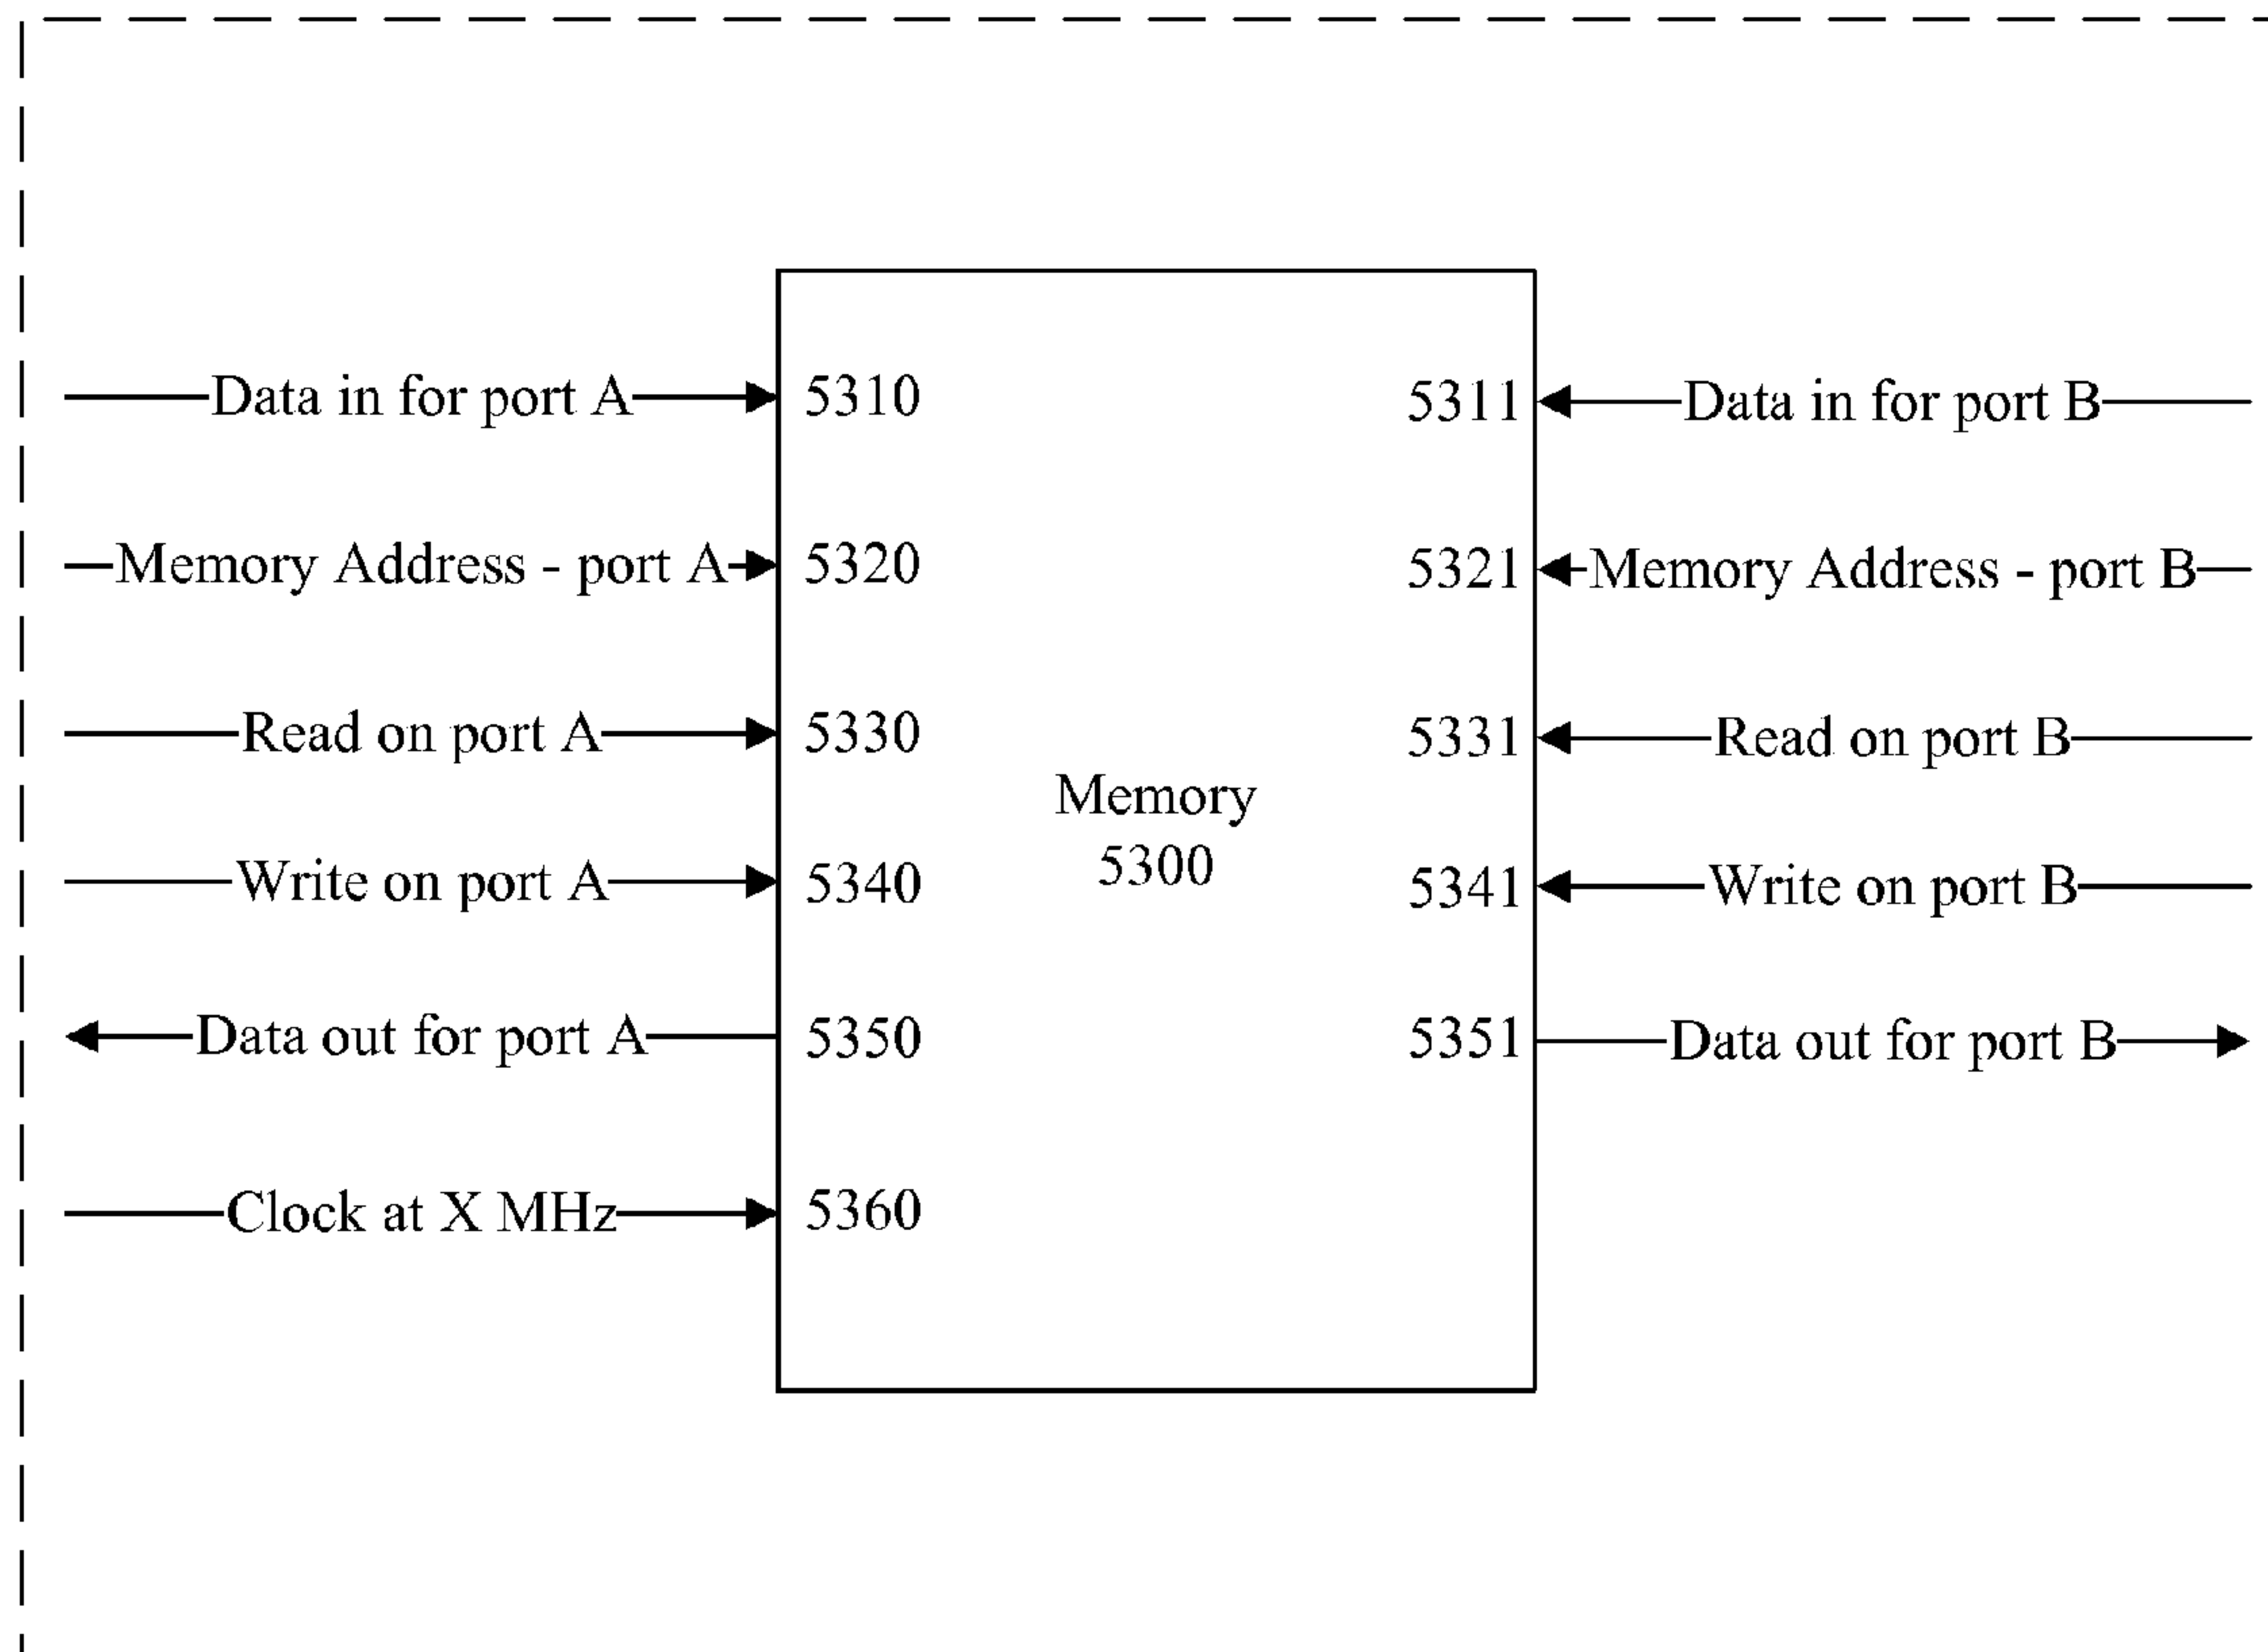 Data in for port A 5310 5311 Data in for port B
Memory Address - port A 5320 5321 Memory Address - port B
Read on port A 5330 5331 Read on port B
Memory
5300
Write on port A 5340 5341 Write on port B
Data out for port A 5350 5351 Data out for port B
Clock at X MHz 5360